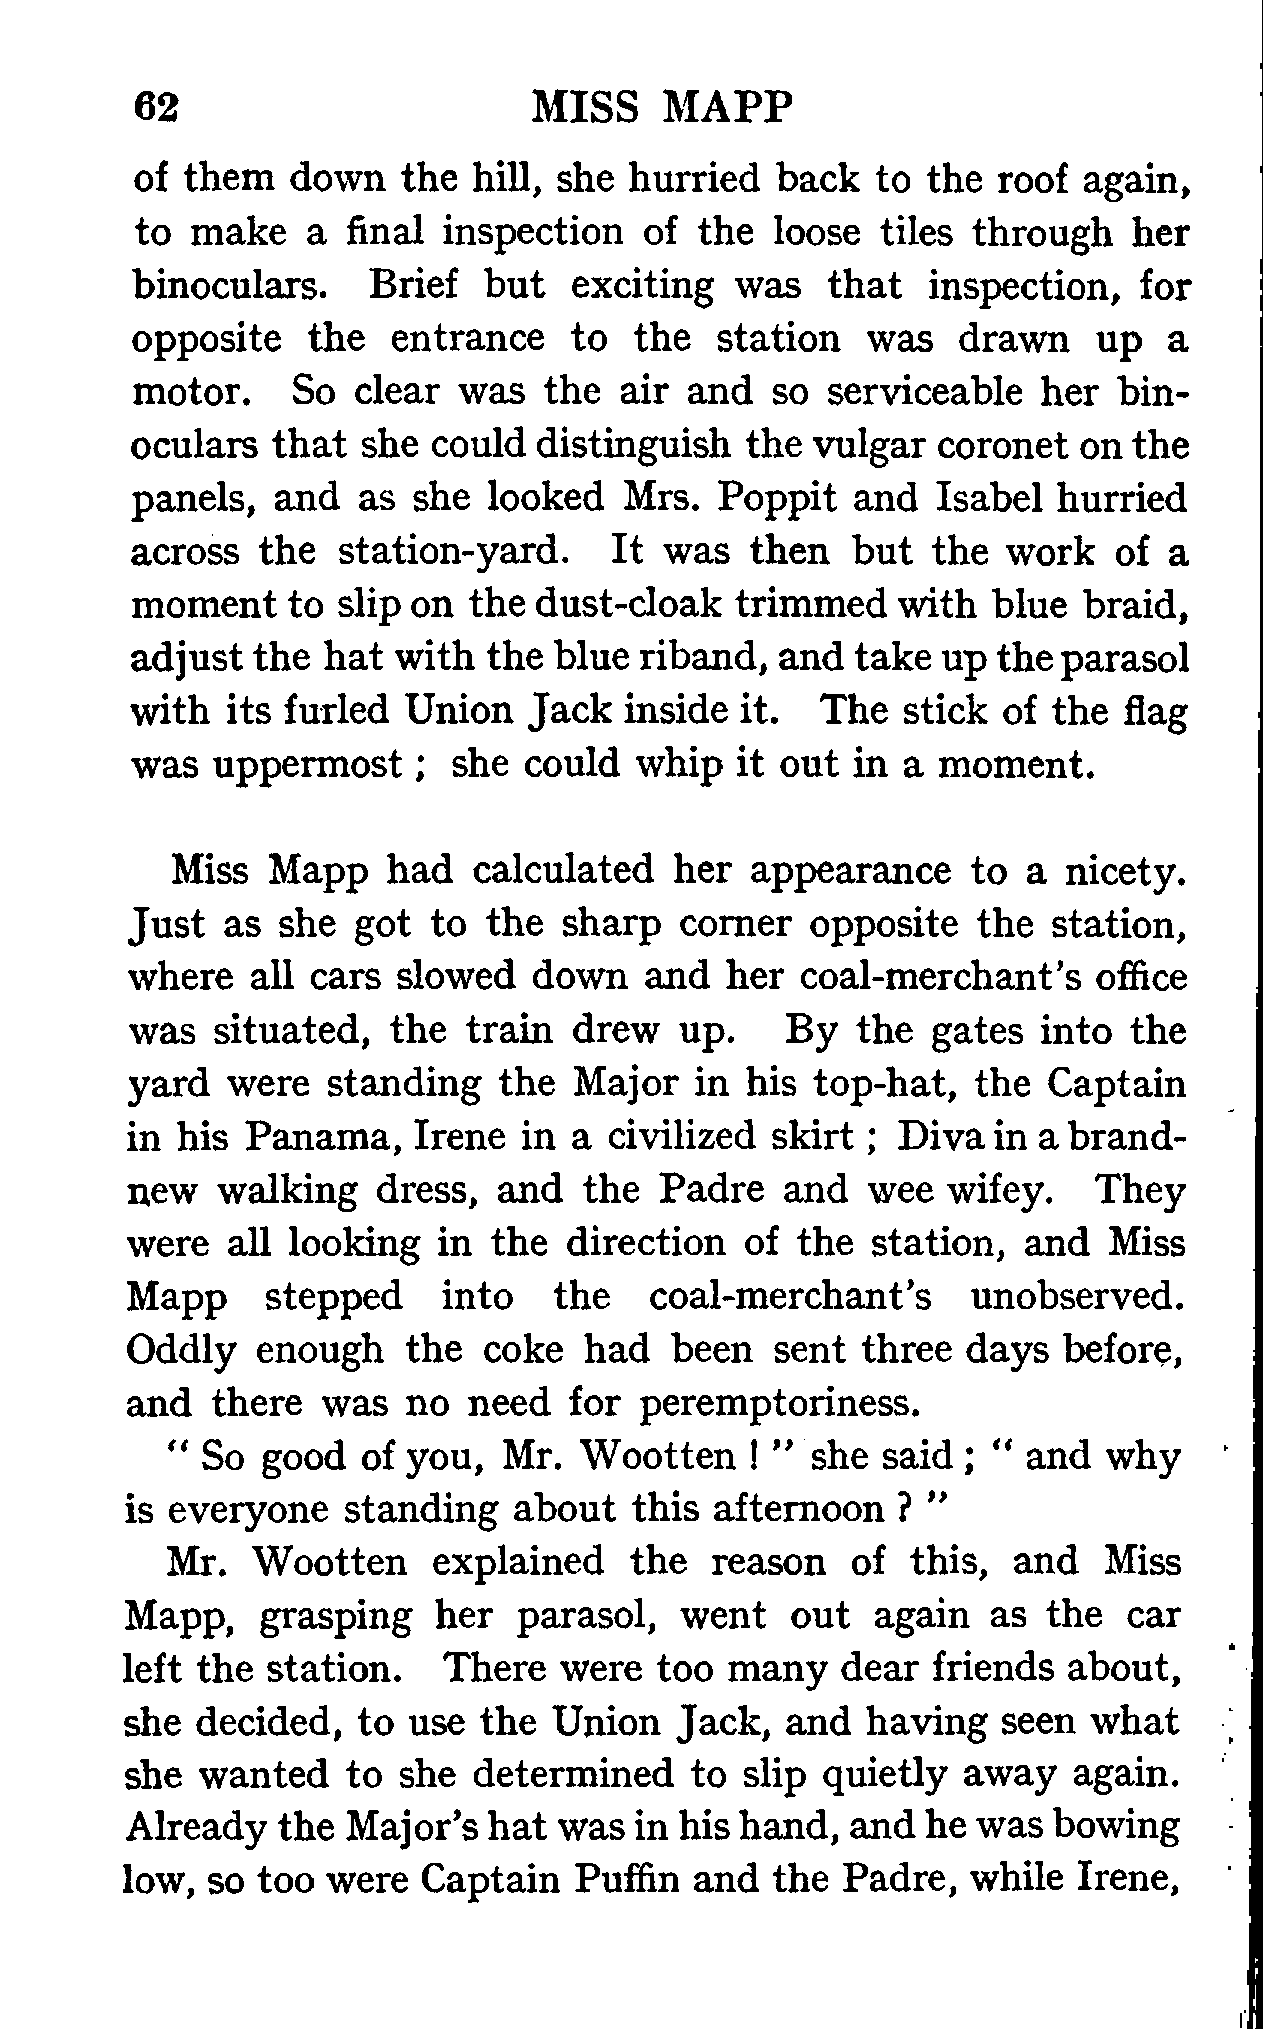 62 MISS MAPP
of them down the hill, she hurried back to the roof again,
to make a final inspection of the loose tiles through her
binoculars. Brief but exciting was that inspection, for
opposite the entrance to the station was drawn up a
motor. So clear was the air and so serviceable her bin-
oculars that she could distinguish the vulgar coronet on the
panels, and as she looked Mrs. Poppit and Isabel hurried
across the station-yard. It was then but the work of a
moment to slip on the dust-cloak trimmed with blue braid,
adjust the hat with the blue riband, and take up the parasol
with its furled Union Jack inside it. The stick of the flag
was uppermost ; she could whip it out in a moment.
Miss Mapp had calculated her appearance to a nicety.
Just as she got to the sharp corner opposite the station,
where all cars slowed down and her coal-merchant's office
was situated, the train drew up. By the gates into the
yard were standing the Major in his top-hat, the Captain
in his Panama, Irene in a civilized skirt ; Diva in a brand-
new walking dress, and the Padre and wee wifey. They
were all looking in the direction of the station, and Miss
Mapp stepped into the coal-merchant's unobserved.
Oddly enough the coke had been sent three days before,
and there was no need for peremptoriness.
" So good of you, Mr. Wootten ! " she said ; " and why
is everyone standing about this afternoon ? "
Mr. Wootten explained the reason of this, and Miss
Mapp, grasping her parasol, went out again as the car
left the station. There were too many dear friends about,
she decided, to use the Union Jack, and having seen what
she wanted to she determined to slip quietly away again.
Already the Major's hat was in his hand, and he was bowing
low, so too were Captain Puffin and the Padre, while Irene,